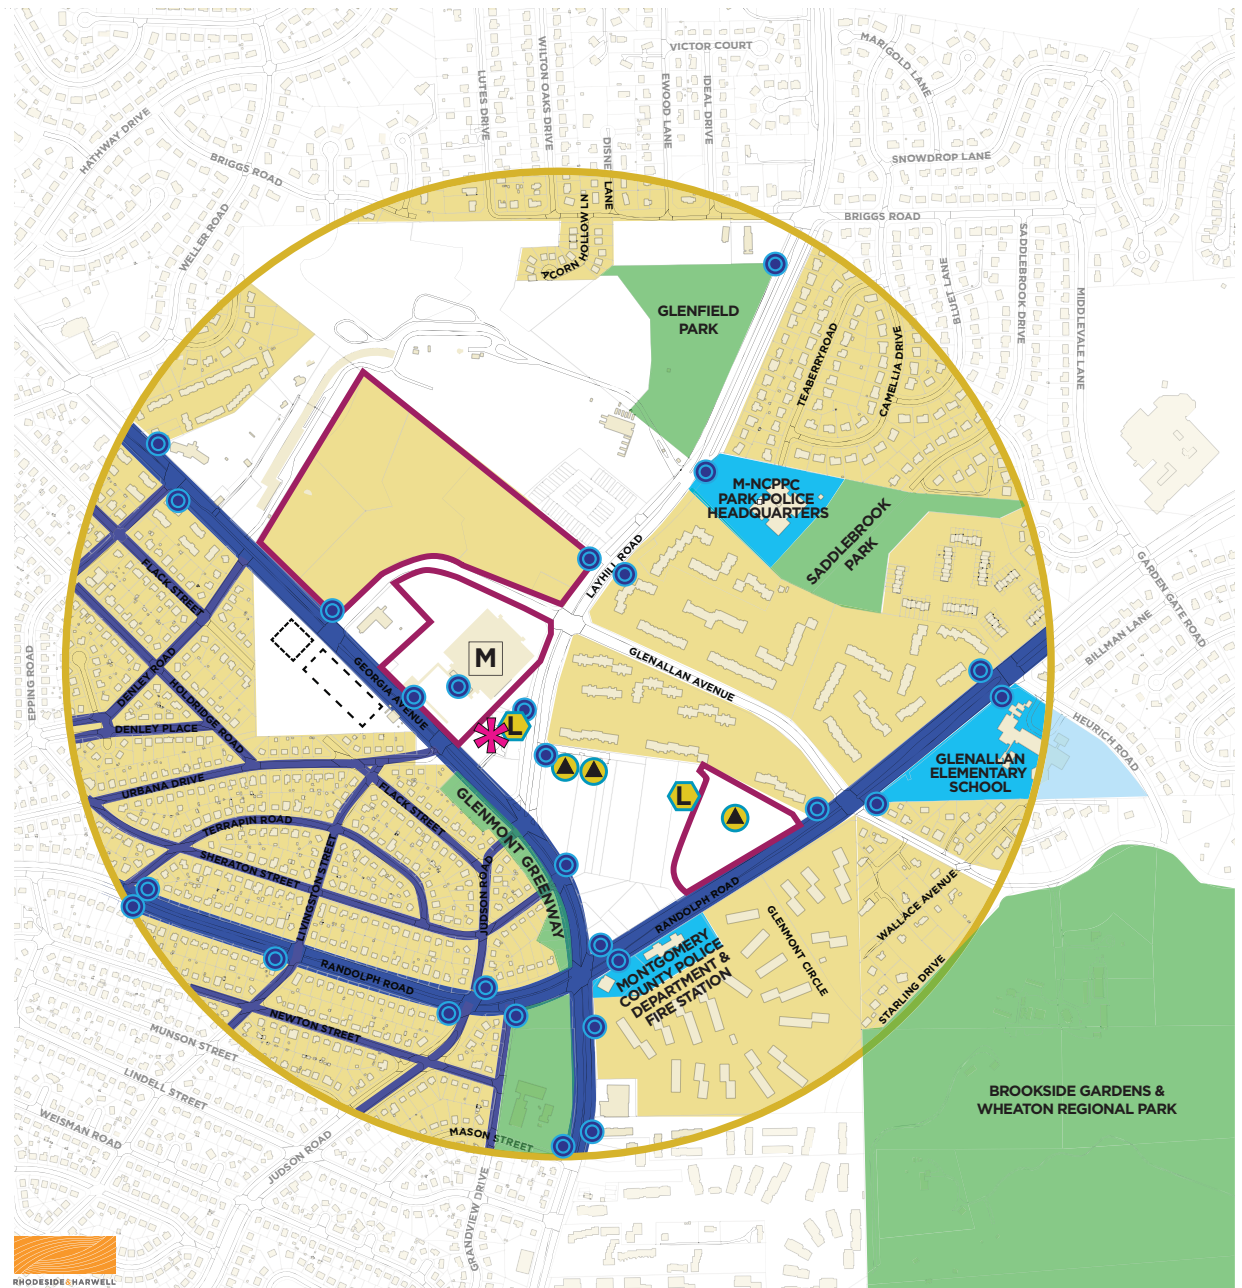 VICTOR COURT
MARIGOLD LANE
WILTON OAKS DRIVE
LUTES DRIVE
EWOOD LANE
IDEAL DRIVE
HATHWAY DRIVE
BRIGGS ROAD
DISNE LANE
SNOWDROP LANE
ACORN HOLLOW LN
BRIGGS ROAD
WELLER ROAD
SADDLEBROOK DRIVE
BLUET LANE
MIDDLEVALE LANE
GLENFIELD
PARK
TEABERRYROAD
CAMELLIA DRIVE
M-NCPPC
PARK POLICE
HEADQUARTERS
SADDLEBROOK
PARK
LAYHILL ROAD
GARDEN GATE ROAD
BILLMAN LANE
HEURICH ROAD
FLACK STREET
EPPING ROAD
DENLEY ROAD
HOLDRIDGE ROAD
DENLEY PLACE
GEORGIA AVENUE
M
GLENALLAN AVENUE
L
L
GLENALLAN
ELEMENTARY
SCHOOL
URBANA DRIVE
FLACK STREET
GLENMONT GREENWAY
TERRAPIN ROAD
SHERATON STREET
LIVINGSTON STREET
JUDSON ROAD
RANDOLPH ROAD
RANDOLPH ROAD
WALLACE AVENUE
GLENMONT CIRCLE
STARLING DRIVE
MONTGOMERY
COUNTY POLICE
DEPARTMENT &
FIRE STATION
NEWTON STREET
MUNSON STREET
LINDELL STREET
WEISMAN ROAD
JUDSON ROAD
MASON STREET
GRANDVIEW DRIVE
BROOKSIDE GARDENS &
WHEATON REGIONAL PARK
RHODESIDE&HARWELL